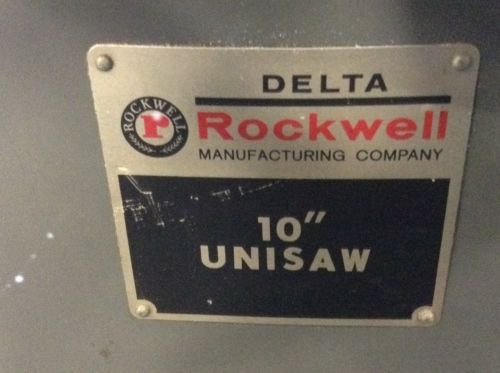 DELTA
ROCKWELL
r
Rockwell
MANUFACTURING COMPANY
10"
UNISAW